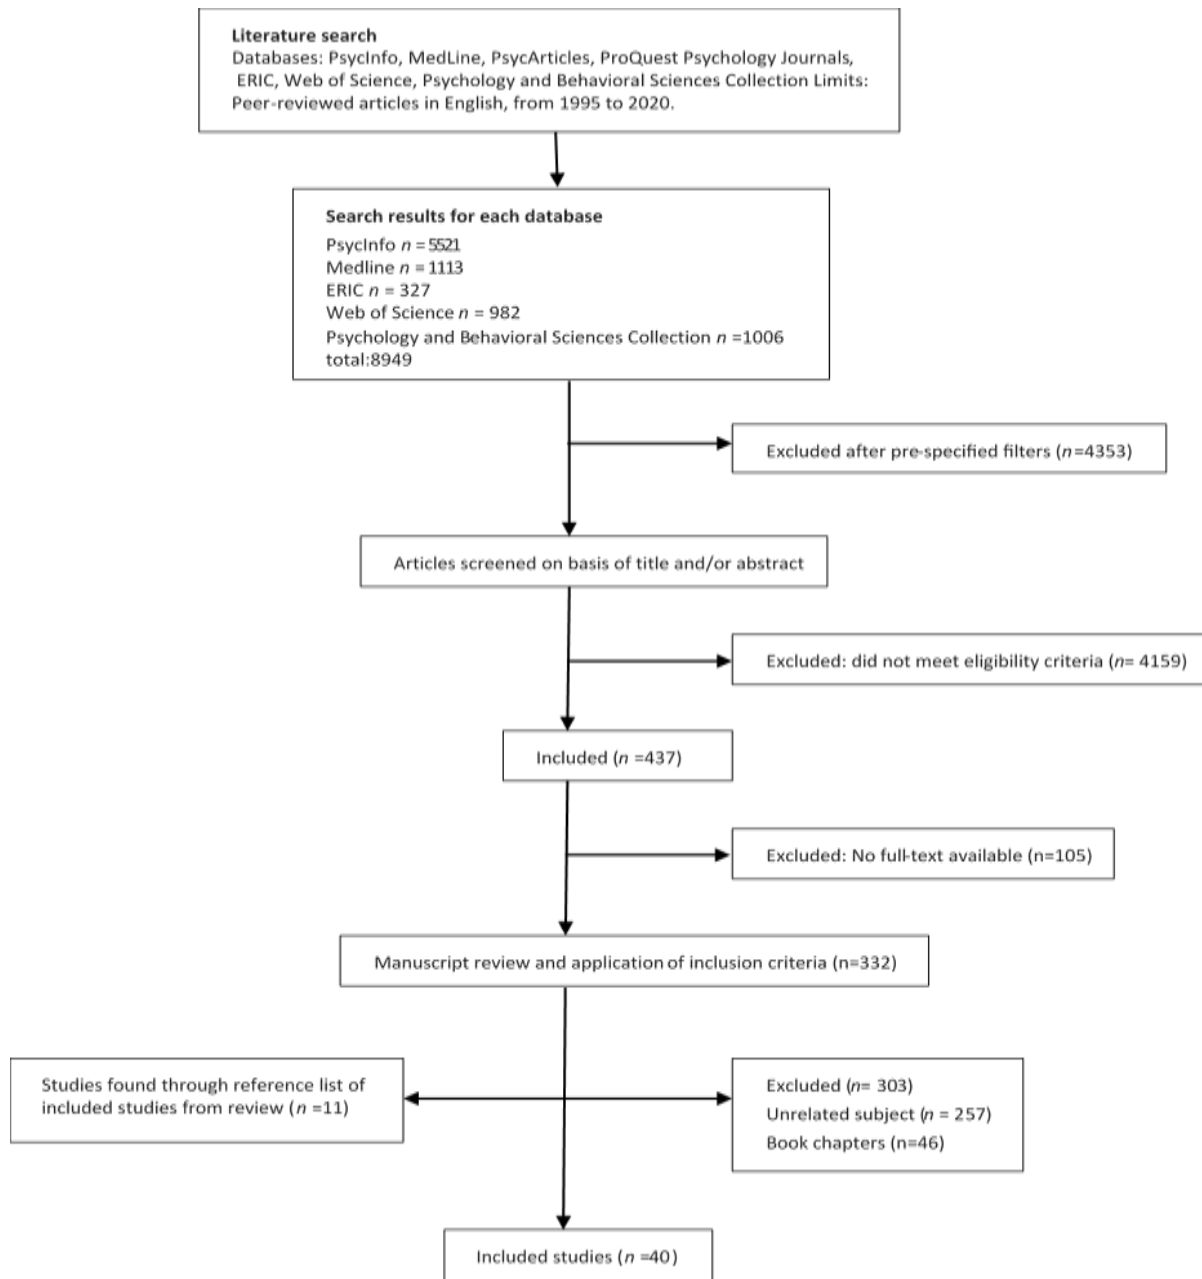 Literature search
Databases: PsycInfo, MedLine, PsycArticles, ProQuest Psychology Journals,
ERIC, Web of Science, Psychology and Behavioral Sciences Collection Limits:
Peer-reviewed articles in English, from 1995 to 2020.
Search results for each database
PsycInfo n = 5521
Medline n = 1113
ERIC n = 327
Web of Science n = 982
Psychology and Behavioral Sciences Collection n =1006
total:8949
Excluded after pre-specified filters (n=4353)
Articles screened on basis of title and/or abstract
Excluded: did not meet eligibility criteria (n= 4159)
Included (n =437)
Excluded: No full-text available (n=105)
Manuscript review and application of inclusion criteria (n=332)
Studies found through reference list of
included studies from review (n =11)
Excluded (n= 303)
Unrelated subject (n = 257)
Book chapters (n=46)
Included studies (n =40)